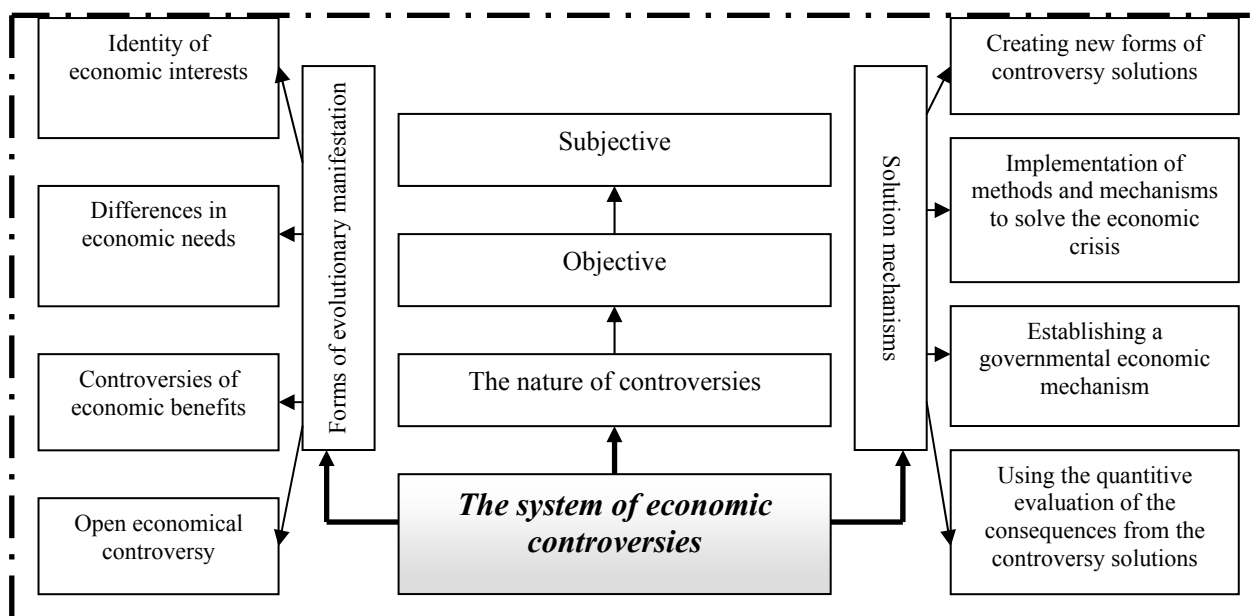 Identity of
economic interests
Differences in
economic needs
Controversies of
economic benefits
Open economical
controversy
Forms of evolutionary manifestation
Subjective
Objective
The nature of controversies
The system of economic
controversies
Solution mechanisms
Creating new forms of
controversy solutions
Implementation of
methods and mechanisms
to solve the economic
crisis
Establishing a
governmental economic
mechanism
Using the quantitive
evaluation of the
consequences from the
controversy solutions